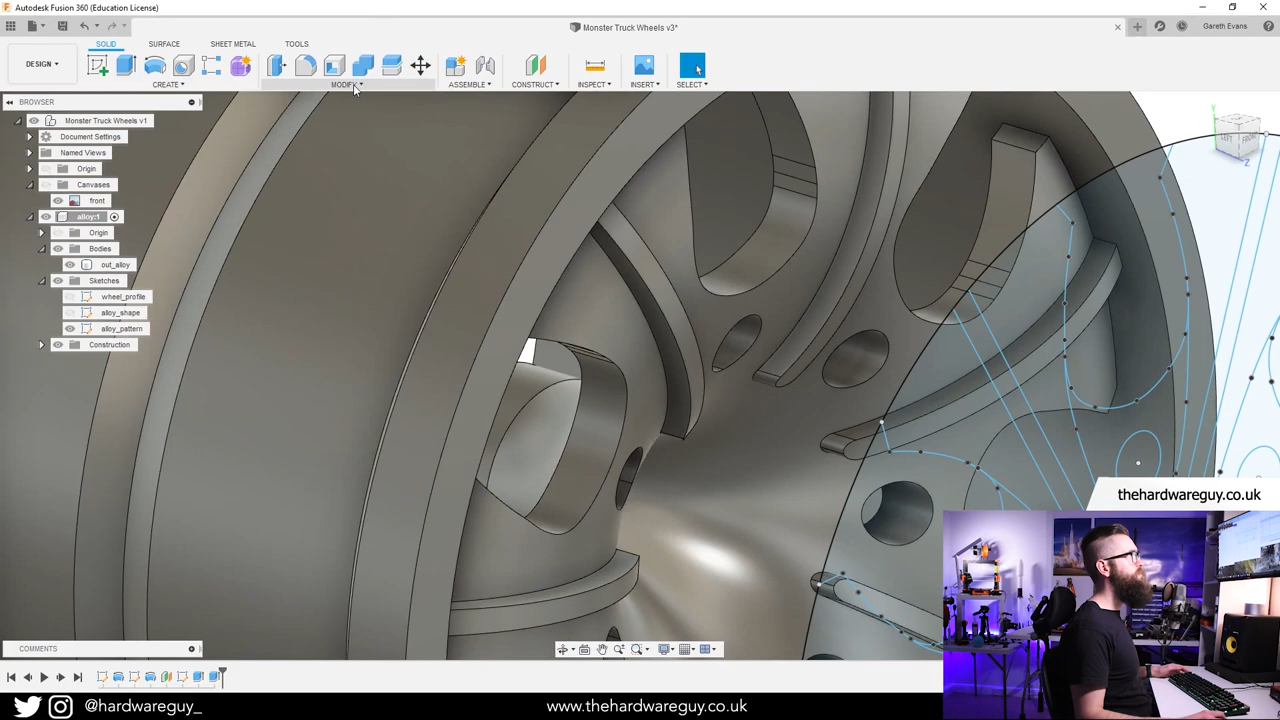 Autodesk Fusion 360 (Education License)
Monster Truck Wheels v3*
Gareth Evans
SOLID
SURFACE
SHEET METAL
TOOLS
DESIGN
CREATE
MODIFY
ASSEMBLE
CONSTRUCT
INSPECT
INSERT
SELECT
BROWSER
Monster Truck Wheels v1
Document Settings
Named Views
Origin
Canvases
front
alloy:1
Origin
Bodies
out_alloy
Sketches
wheel_profile
alloy_shape
alloy_pattern
Construction
Y
LEFT
FRONT
Z
thehardwareguy.co.uk
COMMENTS
@hardwareguy_
www.thehardwareguy.co.uk